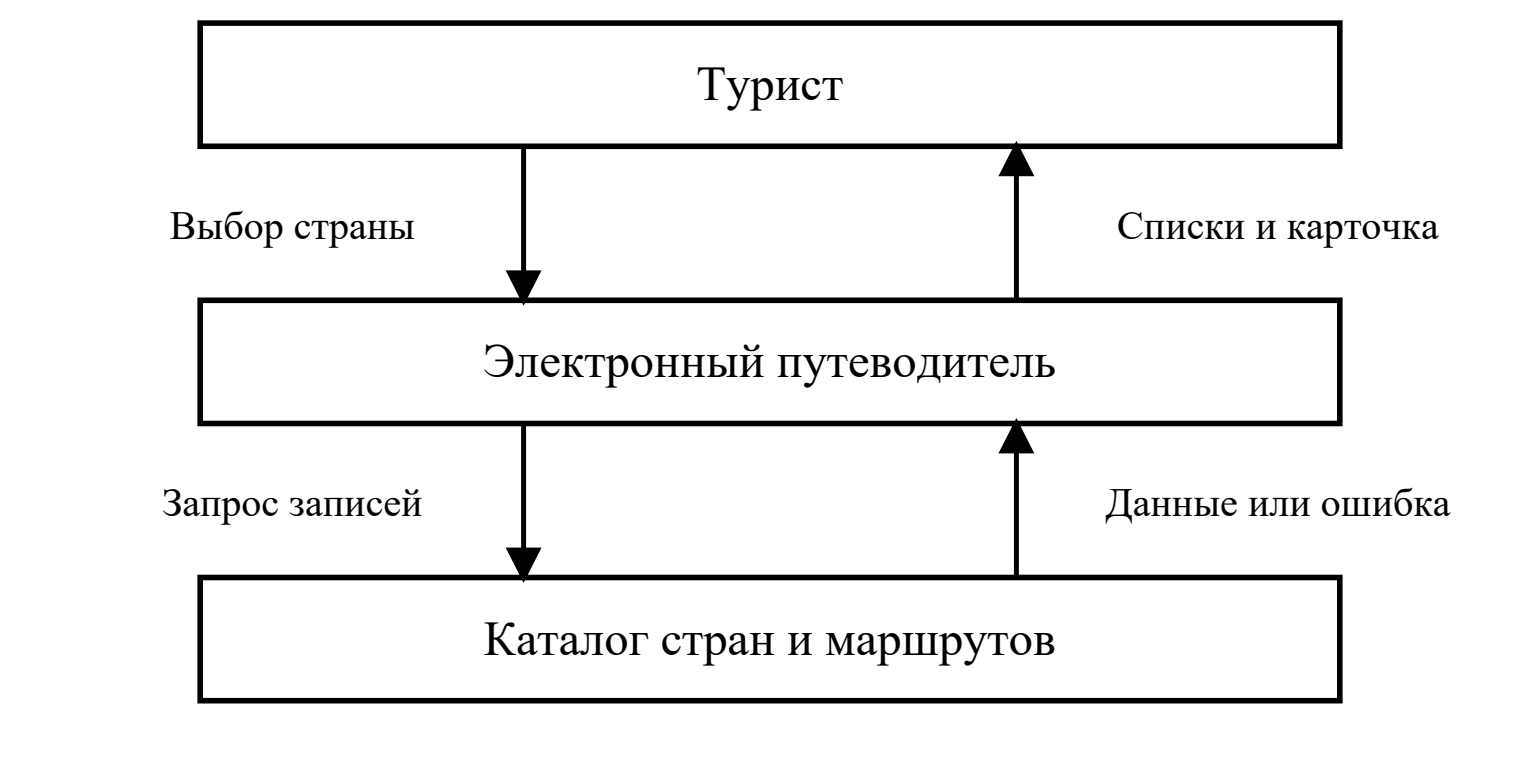 Турист
Выбор страны
Списки и карточка
Электронный путеводитель
Запрос записей
Данные или ошибка
Каталог стран и маршрутов